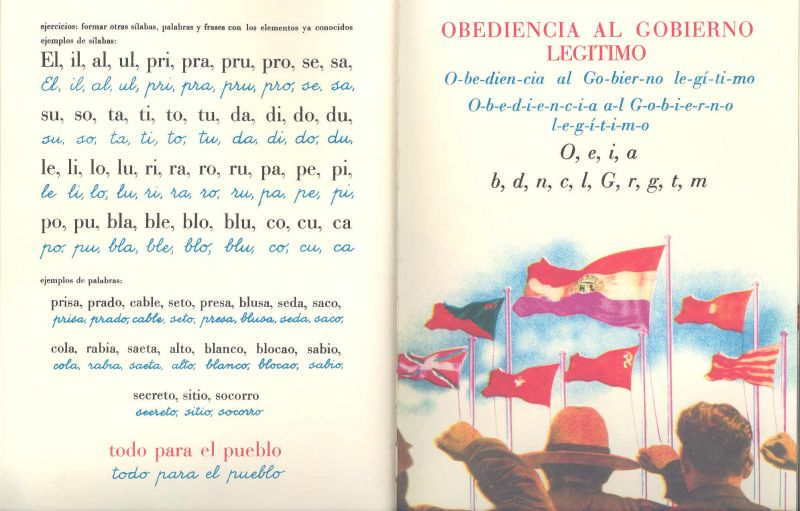 ejercicios: formar otras sílabas, palabras y frases con los elementos ya conocidos
ejemplos de sílabas:
El, il, al, ul, pri, pra, pru, pro, se, sa,
El, il, al, ul, pri, pra, pru, pro, se, sa,
su, so, ta, ti, to, tu, da, di, do, du,
su, so, ta, ti, to, tu, da, di, do, du,
le, li, lo, lu, ri, ra, ro, ru, pa, pe, pi,
le li, lo, lu, ri, ra, ro, ru, pa, pe, pi,
po, pu, bla, ble, blo, blu, co, cu, ca
po, pu, bla, ble, blo, blu, co, cu, ca
ejemplos de palabras:
prisa, prado, cable, seto, presa, blusa, seda, saco,
prisa, prado, cable, seto, presa, blusa, seda, saco,
cola, rabia, saeta, alto, blanco, blocao, sabio,
cola, rabia, saeta, alto, blanco, blocao, sabio,
secreto, sitio, socorro
secreto, sitio, socorro
todo para el pueblo
todo para el pueblo
OBEDIENCIA AL GOBIERNO
LEGITIMO
O-be-dien-cia al Go-bier-no le-gí-ti-mo
O-b-e-d-i-e-n-c-i-a a-l G-o-b-i-e-r-n-o
l-e-g-í-t-i-m-o
O, e, i, a
b, d, n, c, l, G, r, g, t, m